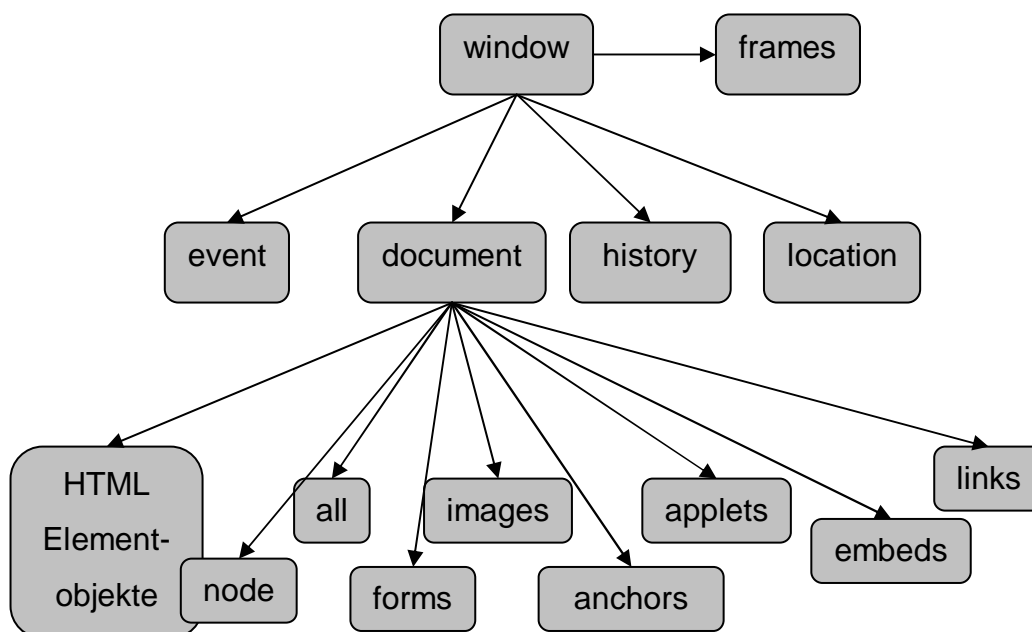 window
frames
event
document
history
location
HTML
Element-
objekte
all
images
applets
links
node
forms
anchors
embeds